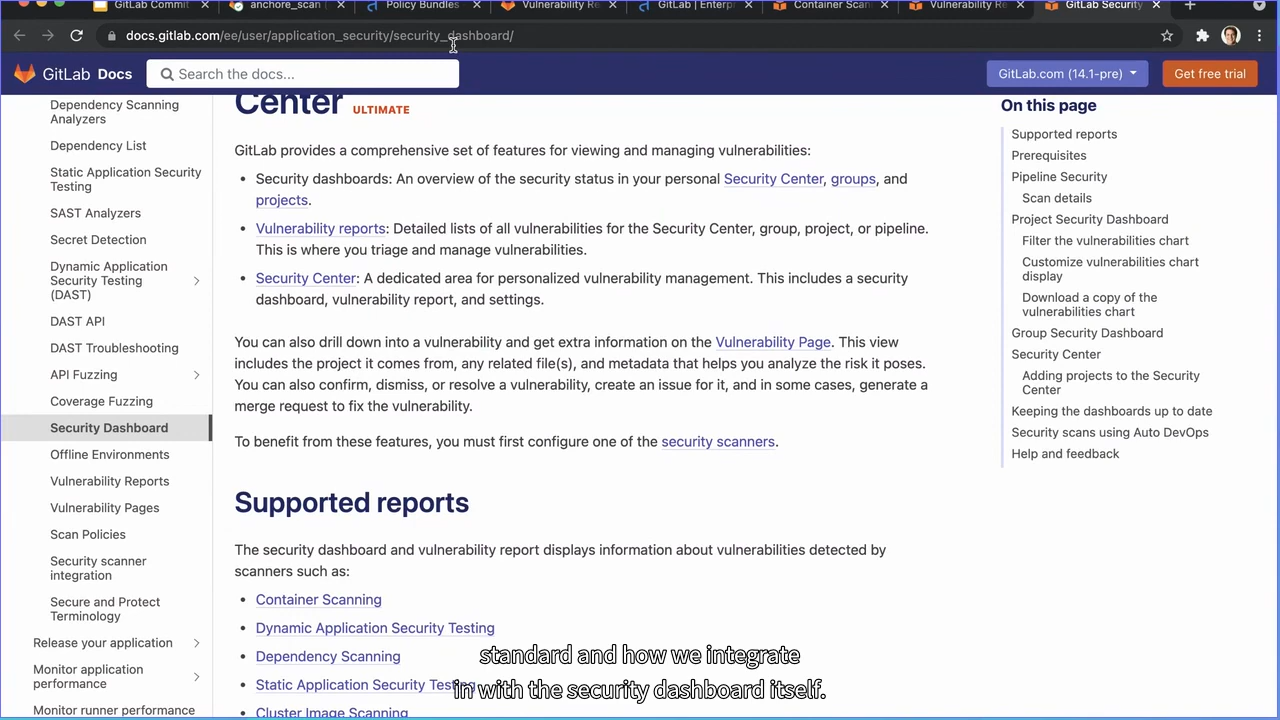 GitLab Commit
anchore_scan (
Policy Bundles
Vulnerability Re
GitLab | Enterp
Container Scan
Vulnerability Re
GitLab Security
docs.gitlab.com/ee/user/application_security/security_dashboard/
GitLab Docs
Search the docs...
GitLab.com (14.1-pre)
Get free trial
Dependency Scanning
Analyzers
Dependency List
Static Application Security
Testing
SAST Analyzers
Secret Detection
Dynamic Application
Security Testing
(DAST)
DAST API
DAST Troubleshooting
API Fuzzing
Coverage Fuzzing
Security Dashboard
Offline Environments
Vulnerability Reports
Vulnerability Pages
Scan Policies
Security scanner
integration
Secure and Protect
Terminology
Release your application
Monitor application
performance
Monitor runner performance
Center ULTIMATE
GitLab provides a comprehensive set of features for viewing and managing vulnerabilities:
• Security dashboards: An overview of the security status in your personal Security Center, groups, and
projects.
• Vulnerability reports: Detailed lists of all vulnerabilities for the Security Center, group, project, or pipeline.
This is where you triage and manage vulnerabilities.
• Security Center: A dedicated area for personalized vulnerability management. This includes a security
dashboard, vulnerability report, and settings.
You can also drill down into a vulnerability and get extra information on the Vulnerability Page. This view
includes the project it comes from, any related file(s), and metadata that helps you analyze the risk it poses.
You can also confirm, dismiss, or resolve a vulnerability, create an issue for it, and in some cases, generate a
merge request to fix the vulnerability.
To benefit from these features, you must first configure one of the security scanners.
Supported reports
The security dashboard and vulnerability report displays information about vulnerabilities detected by
scanners such as:
• Container Scanning
• Dynamic Application Security Testing
• Dependency Scanning
• Static Application Security Testing
• Cluster Image Scanning
On this page
Supported reports
Prerequisites
Pipeline Security
Scan details
Project Security Dashboard
Filter the vulnerabilities chart
Customize vulnerabilities chart
display
Download a copy of the
vulnerabilities chart
Group Security Dashboard
Security Center
Adding projects to the Security
Center
Keeping the dashboards up to date
Security scans using Auto DevOps
Help and feedback
standard and how we integrate
in with the security dashboard itself.